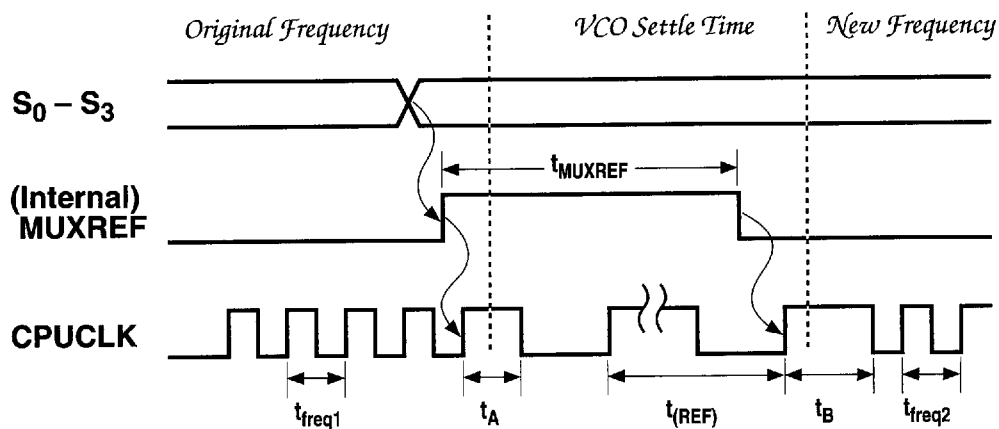 Original Frequency
VCO Settle Time
New Frequency
S0 – S3
tMUXREF
(Internal)
MUXREF
CPUCLK
tfreq1
tA
t(REF)
tB
tfreq2